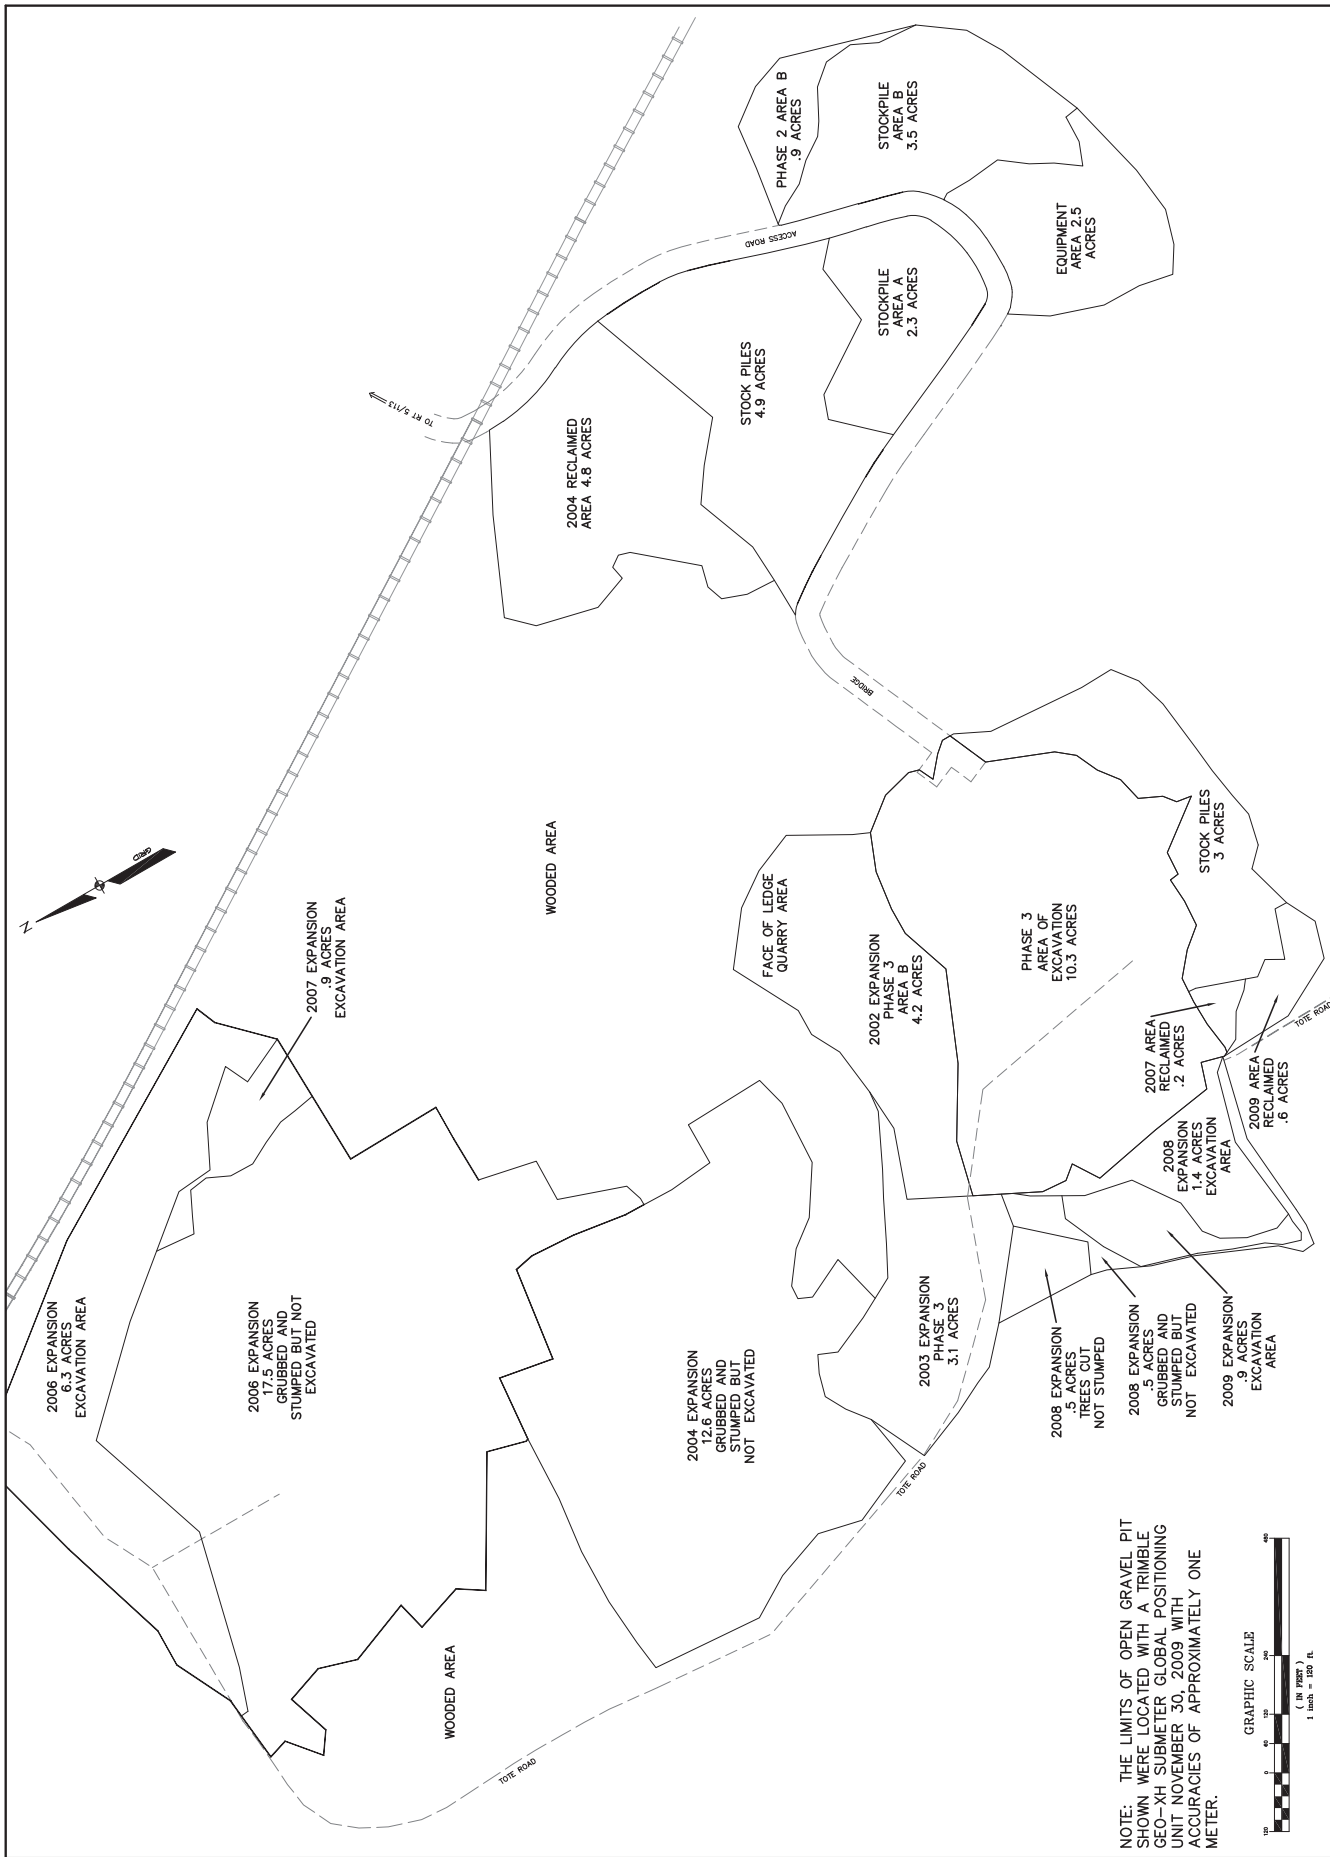 2006 EXPANSION
6.3 ACRES
EXCAVATION AREA
2006 EXPANSION
17.5 ACRES
GRUBBED AND
STUMPED BUT NOT
EXCAVATED
2007 EXPANSION
.9 ACRES
EXCAVATION AREA
N
GRID
WOODED AREA
TOTE ROAD
2004 EXPANSION
12.6 ACRES
GRUBBED AND
STUMPED BUT
NOT EXCAVATED
WOODED AREA
TO RT 5/113
2004 RECLAIMED
AREA 4.8 ACRES
STOCK PILES
4.9 ACRES
ACCESS ROAD
PHASE 2 AREA B
.9 ACRES
STOCKPILE
AREA B
3.5 ACRES
STOCKPILE
AREA A
2.3 ACRES
EQUIPMENT
AREA 2.5
ACRES
BRIDGE
FACE OF LEDGE
QUARRY AREA
2002 EXPANSION
PHASE 3
AREA B
4.2 ACRES
2003 EXPANSION
PHASE 3
3.1 ACRES
TOTE ROAD
PHASE 3
AREA OF
EXCAVATION
10.3 ACRES
STOCK PILES
3 ACRES
2007 AREA
RECLAIMED
.2 ACRES
2009 AREA
RECLAIMED
.6 ACRES
TOTE ROAD
2008
EXPANSION
1.4 ACRES
EXCAVATION
AREA
2008 EXPANSION
.5 ACRES
TREES CUT
NOT STUMPED
2008 EXPANSION
.5 ACRES
GRUBBED AND
STUMPED BUT
NOT EXCAVATED
2009 EXPANSION
.9 ACRES
EXCAVATION
AREA
NOTE: THE LIMITS OF OPEN GRAVEL PIT
SHOWN WERE LOCATED WITH A TRIMBLE
GEO-XH SUBMETER GLOBAL POSITIONING
UNIT NOVEMBER 30, 2009 WITH
ACCURACIES OF APPROXIMATELY ONE
METER.
GRAPHIC SCALE
120 0 60 120 240 480
( IN FEET )
1 inch = 120 ft.